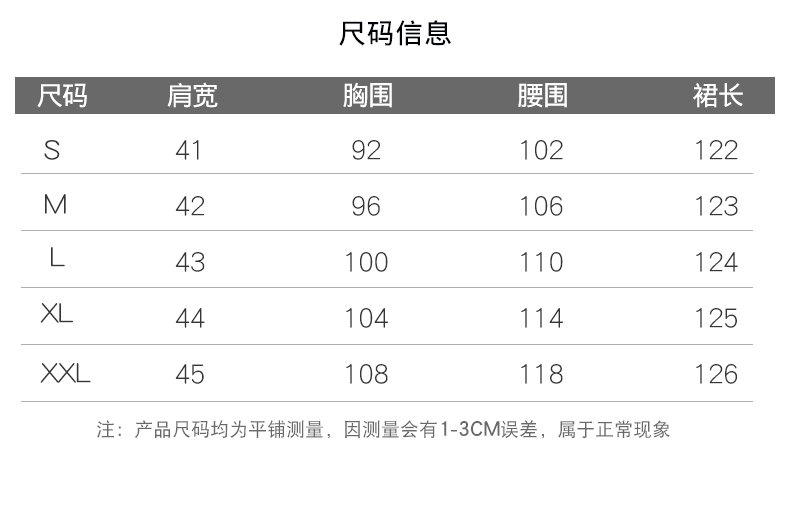 尺码信息
尺码 肩宽 胸围 腰围 裙长
S 41 92 102 122
M 42 96 106 123
L 43 100 110 124
XL 44 104 114 125
XXL 45 108 118 126
注：产品尺码均为平铺测量，因测量会有1-3CM误差，属于正常现象